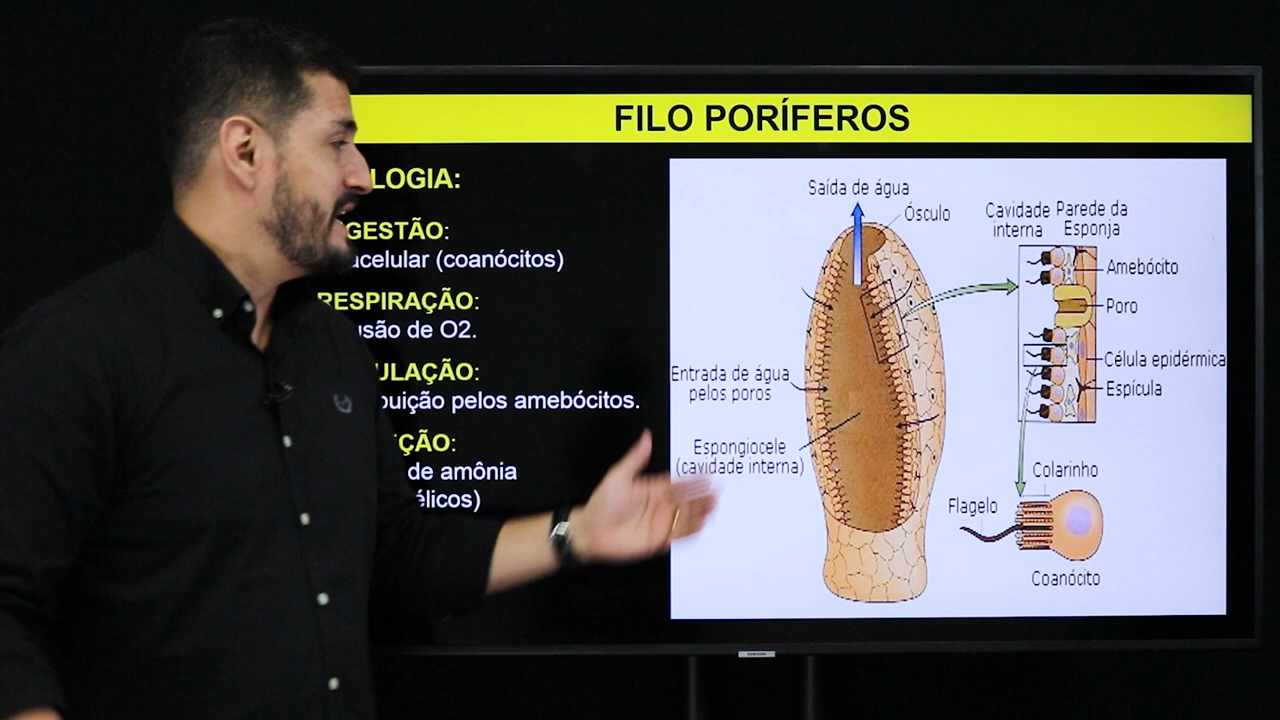 FILO PORÍFEROS
LOGIA:
GESTÃO:
acelular (coanócitos)
RESPIRAÇÃO:
usão de O2.
ULAÇÃO:
buição pelos amebócitos.
ÇÃO:
de amônia
élicos)
Saída de água
Ósculo
Entrada de água
pelos poros
Espongiocele
(cavidade interna)
Cavidade
interna
Parede da
Esponja
Amebócito
Poro
Célula epidérmica
Espícula
Colarinho
Flagelo
Coanócito
SAMSUNG